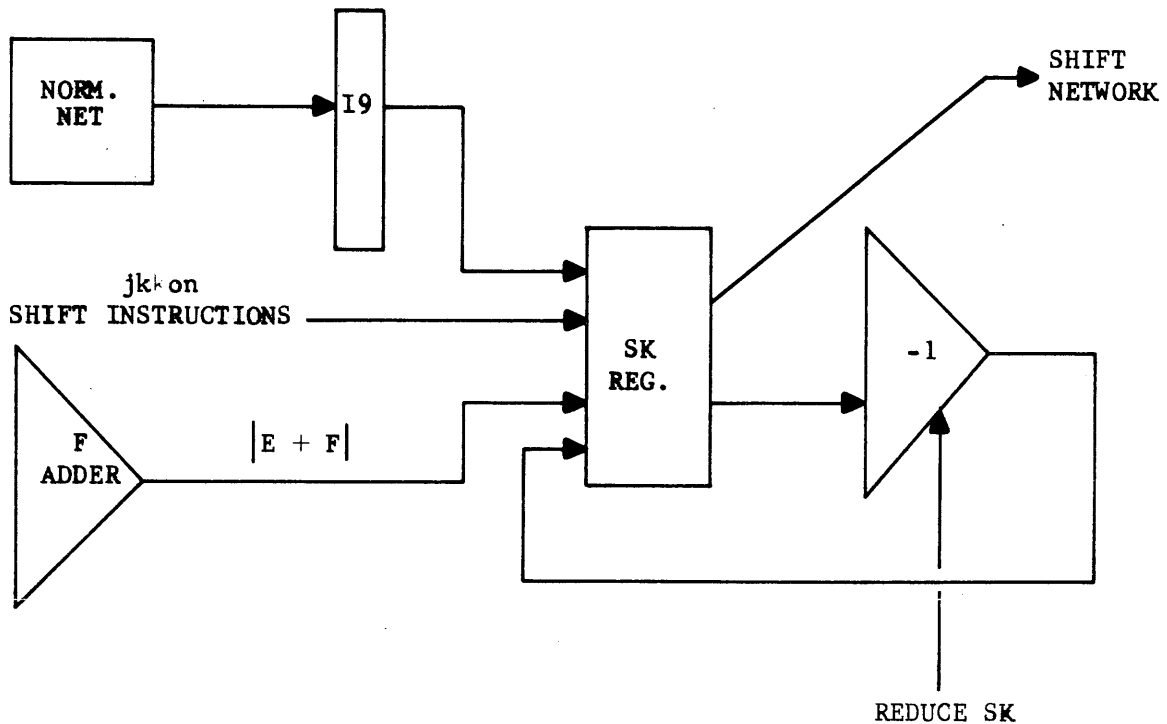 NORM.
NET
I9
SHIFT
NETWORK
jk on
SHIFT INSTRUCTIONS
SK
REG.
-1
F
ADDER
|E + F|
REDUCE SK